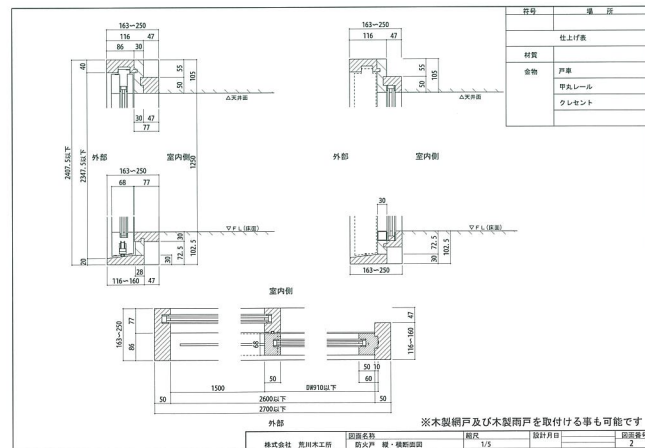 163~250
116 47
86 30
40
55
50
105
△天井面
30 47
77
2407.5以下
2347.5以下
外部
室内側
1250
163~250
68 77
▽FL(床面)
30
72.5
102.5
30
20
28
116~160 47
163~250
116 47
55
50
105
△天井面
外部
室内側
30
▽FL(床面)
72.5
30
102.5
163~250
室内側
163~250
77
86
68
47
116~160
50
50 10
60
1500
DW910以下
50
2600以下
50
2700以下
外部
符号 場所
仕上げ表
材質
金物 戸車
甲丸レール
クレセント
※木製網戸及び木製雨戸を取付ける事も可能です
株式会社 荒川木工所
図面名称
防火戸 縦・横断面図
縮尺
1/5
設計月日
図面番号
2